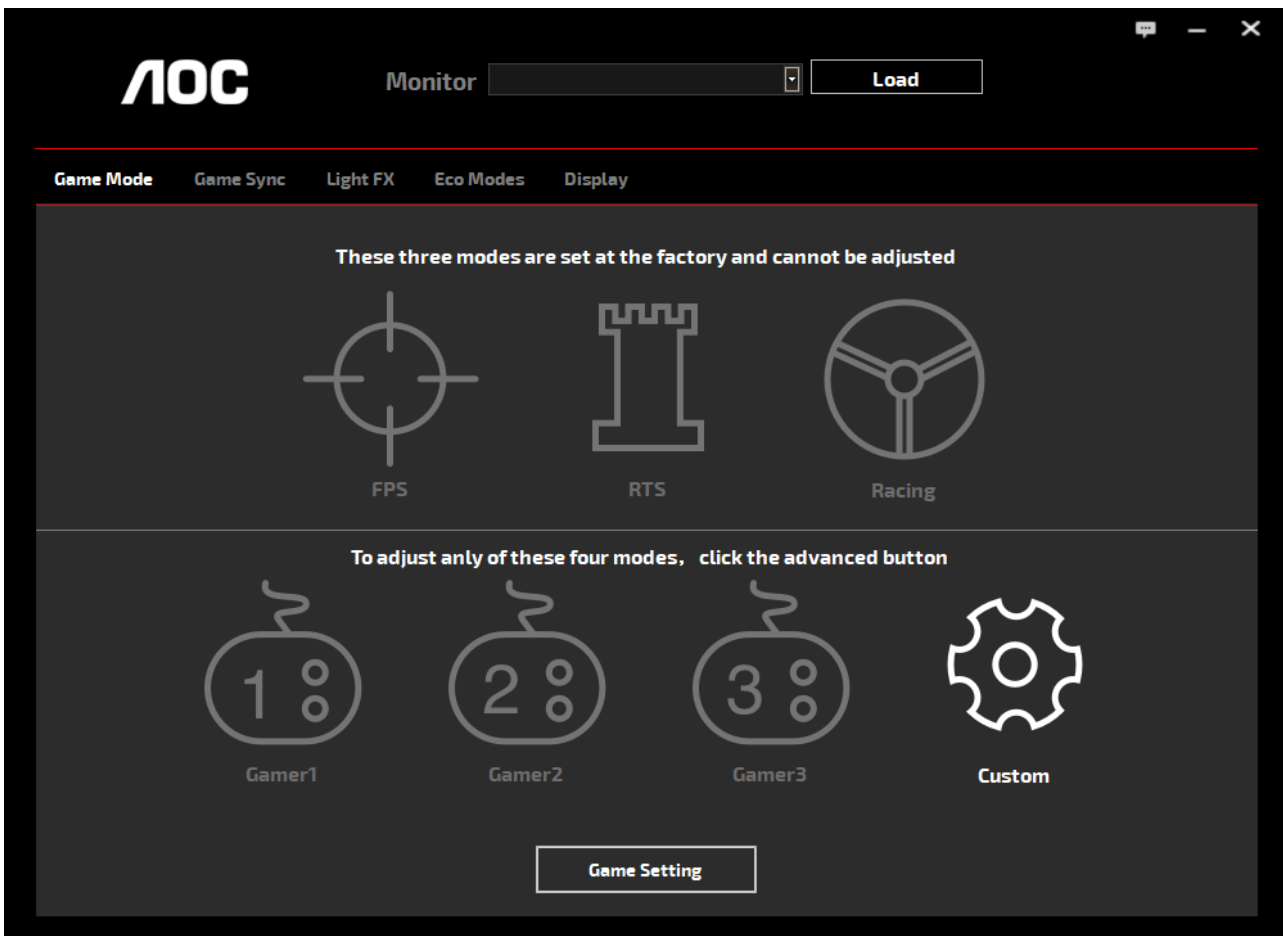 AOC
Monitor
Load
Game Mode Game Sync Light FX Eco Modes Display
These three modes are set at the factory and cannot be adjusted
FPS RTS Racing
To adjust anly of these four modes，click the advanced button
1 2 3
Gamer1 Gamer2 Gamer3 Custom
Game Setting